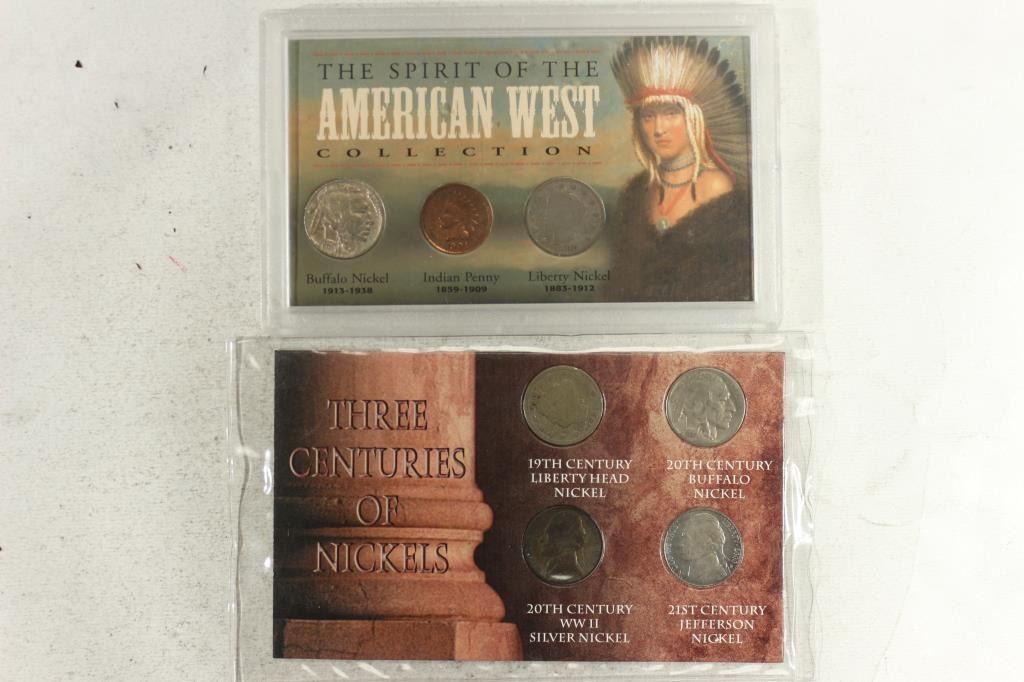 THE SPIRIT OF THE
AMERICAN WEST
COLLECTION
Buffalo Nickel
1913-1938
Indian Penny
1859-1909
Liberty Nickel
1883-1912
THREE
CENTURIES
OF
NICKELS
19TH CENTURY
LIBERTY HEAD
NICKEL
20TH CENTURY
BUFFALO
NICKEL
20TH CENTURY
WW II
SILVER NICKEL
21ST CENTURY
JEFFERSON
NICKEL